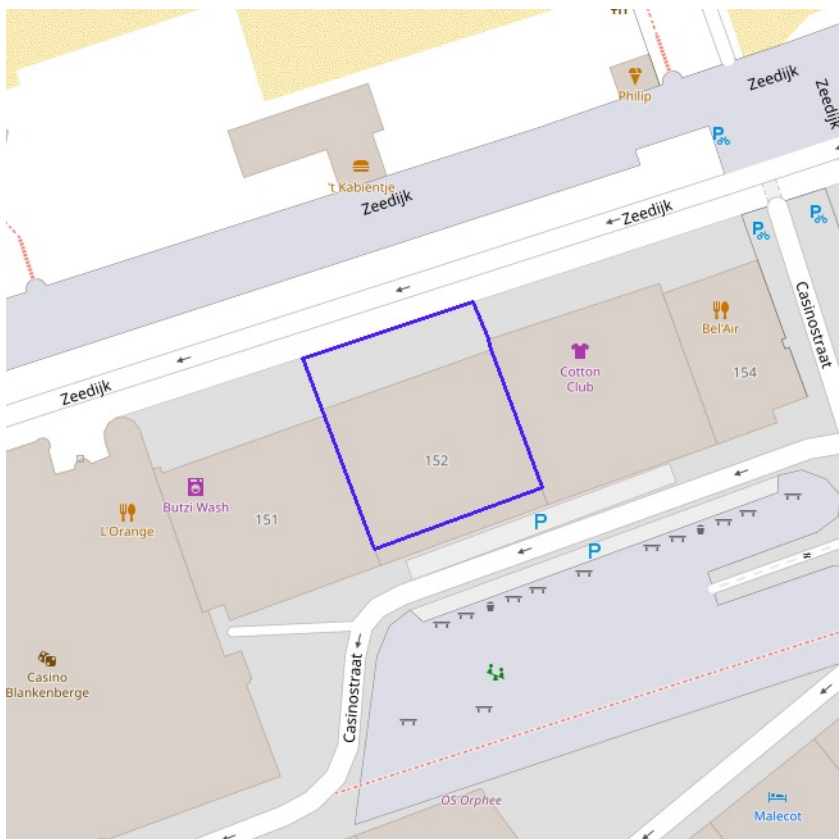 Zeedijk
Zeedijk
Philip
't Kabientje
Zeedijk
Zeedijk
Casinostraat
Bel'Air
154
Cotton
Club
Zeedijk
152
Butzi Wash
L'Orange
151
P
P
Casino
Blankenberge
Casinostraat
OS Orphee
Malecot